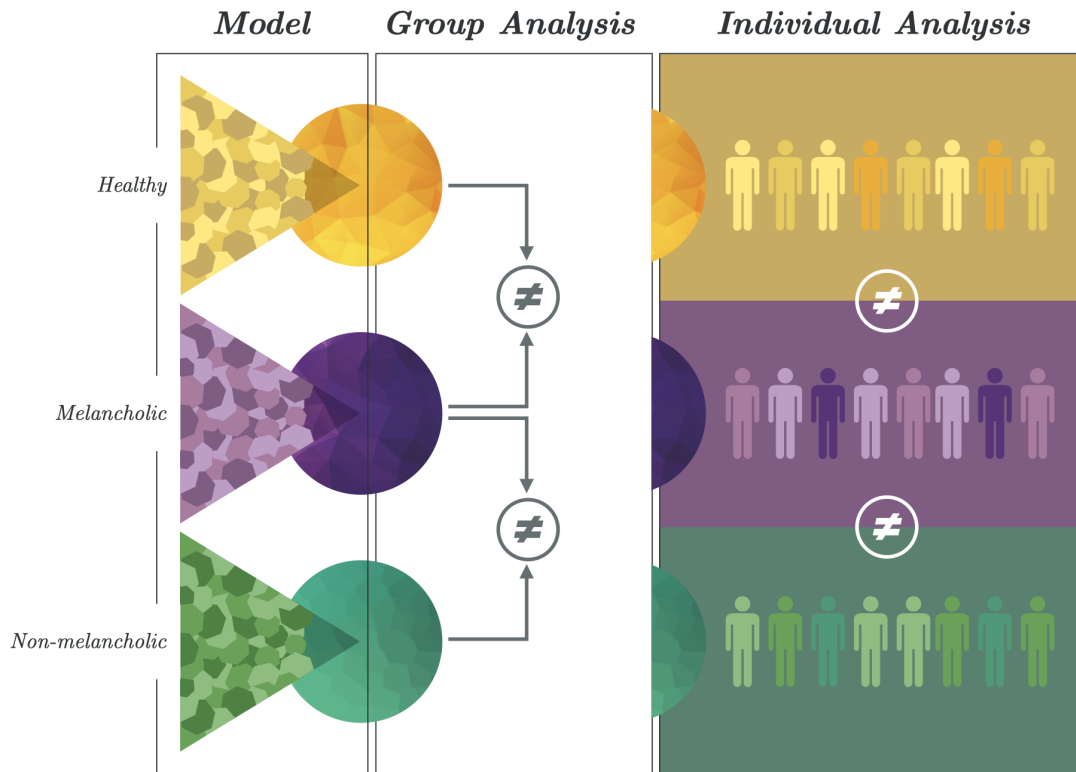 Model
Group Analysis
Individual Analysis
Healthy
≠
≠
Melancholic
≠
≠
Non-melancholic